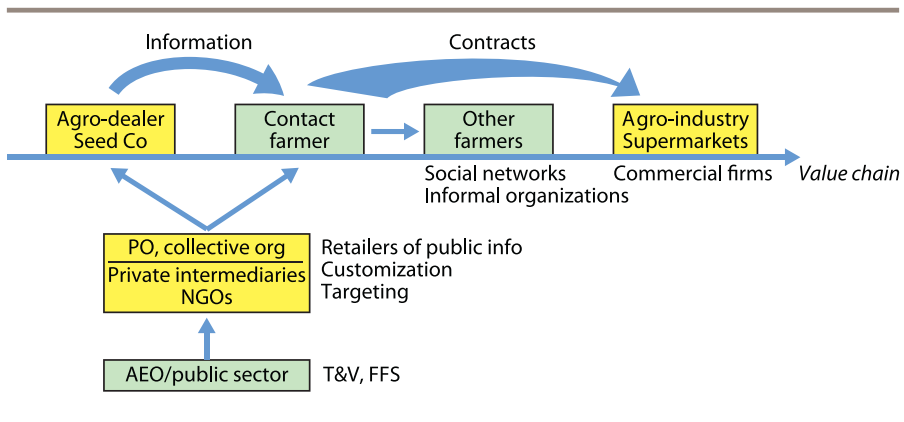 Information
Contracts
Agro-dealer
Seed Co
Contact
farmer
Other
farmers
Agro-industry
Supermarkets
Social networks
Informal organizations
Commercial firms
Value chain
PO, collective org
Private intermediaries
NGOs
Retailers of public info
Customization
Targeting
AEO/public sector
T&V, FFS